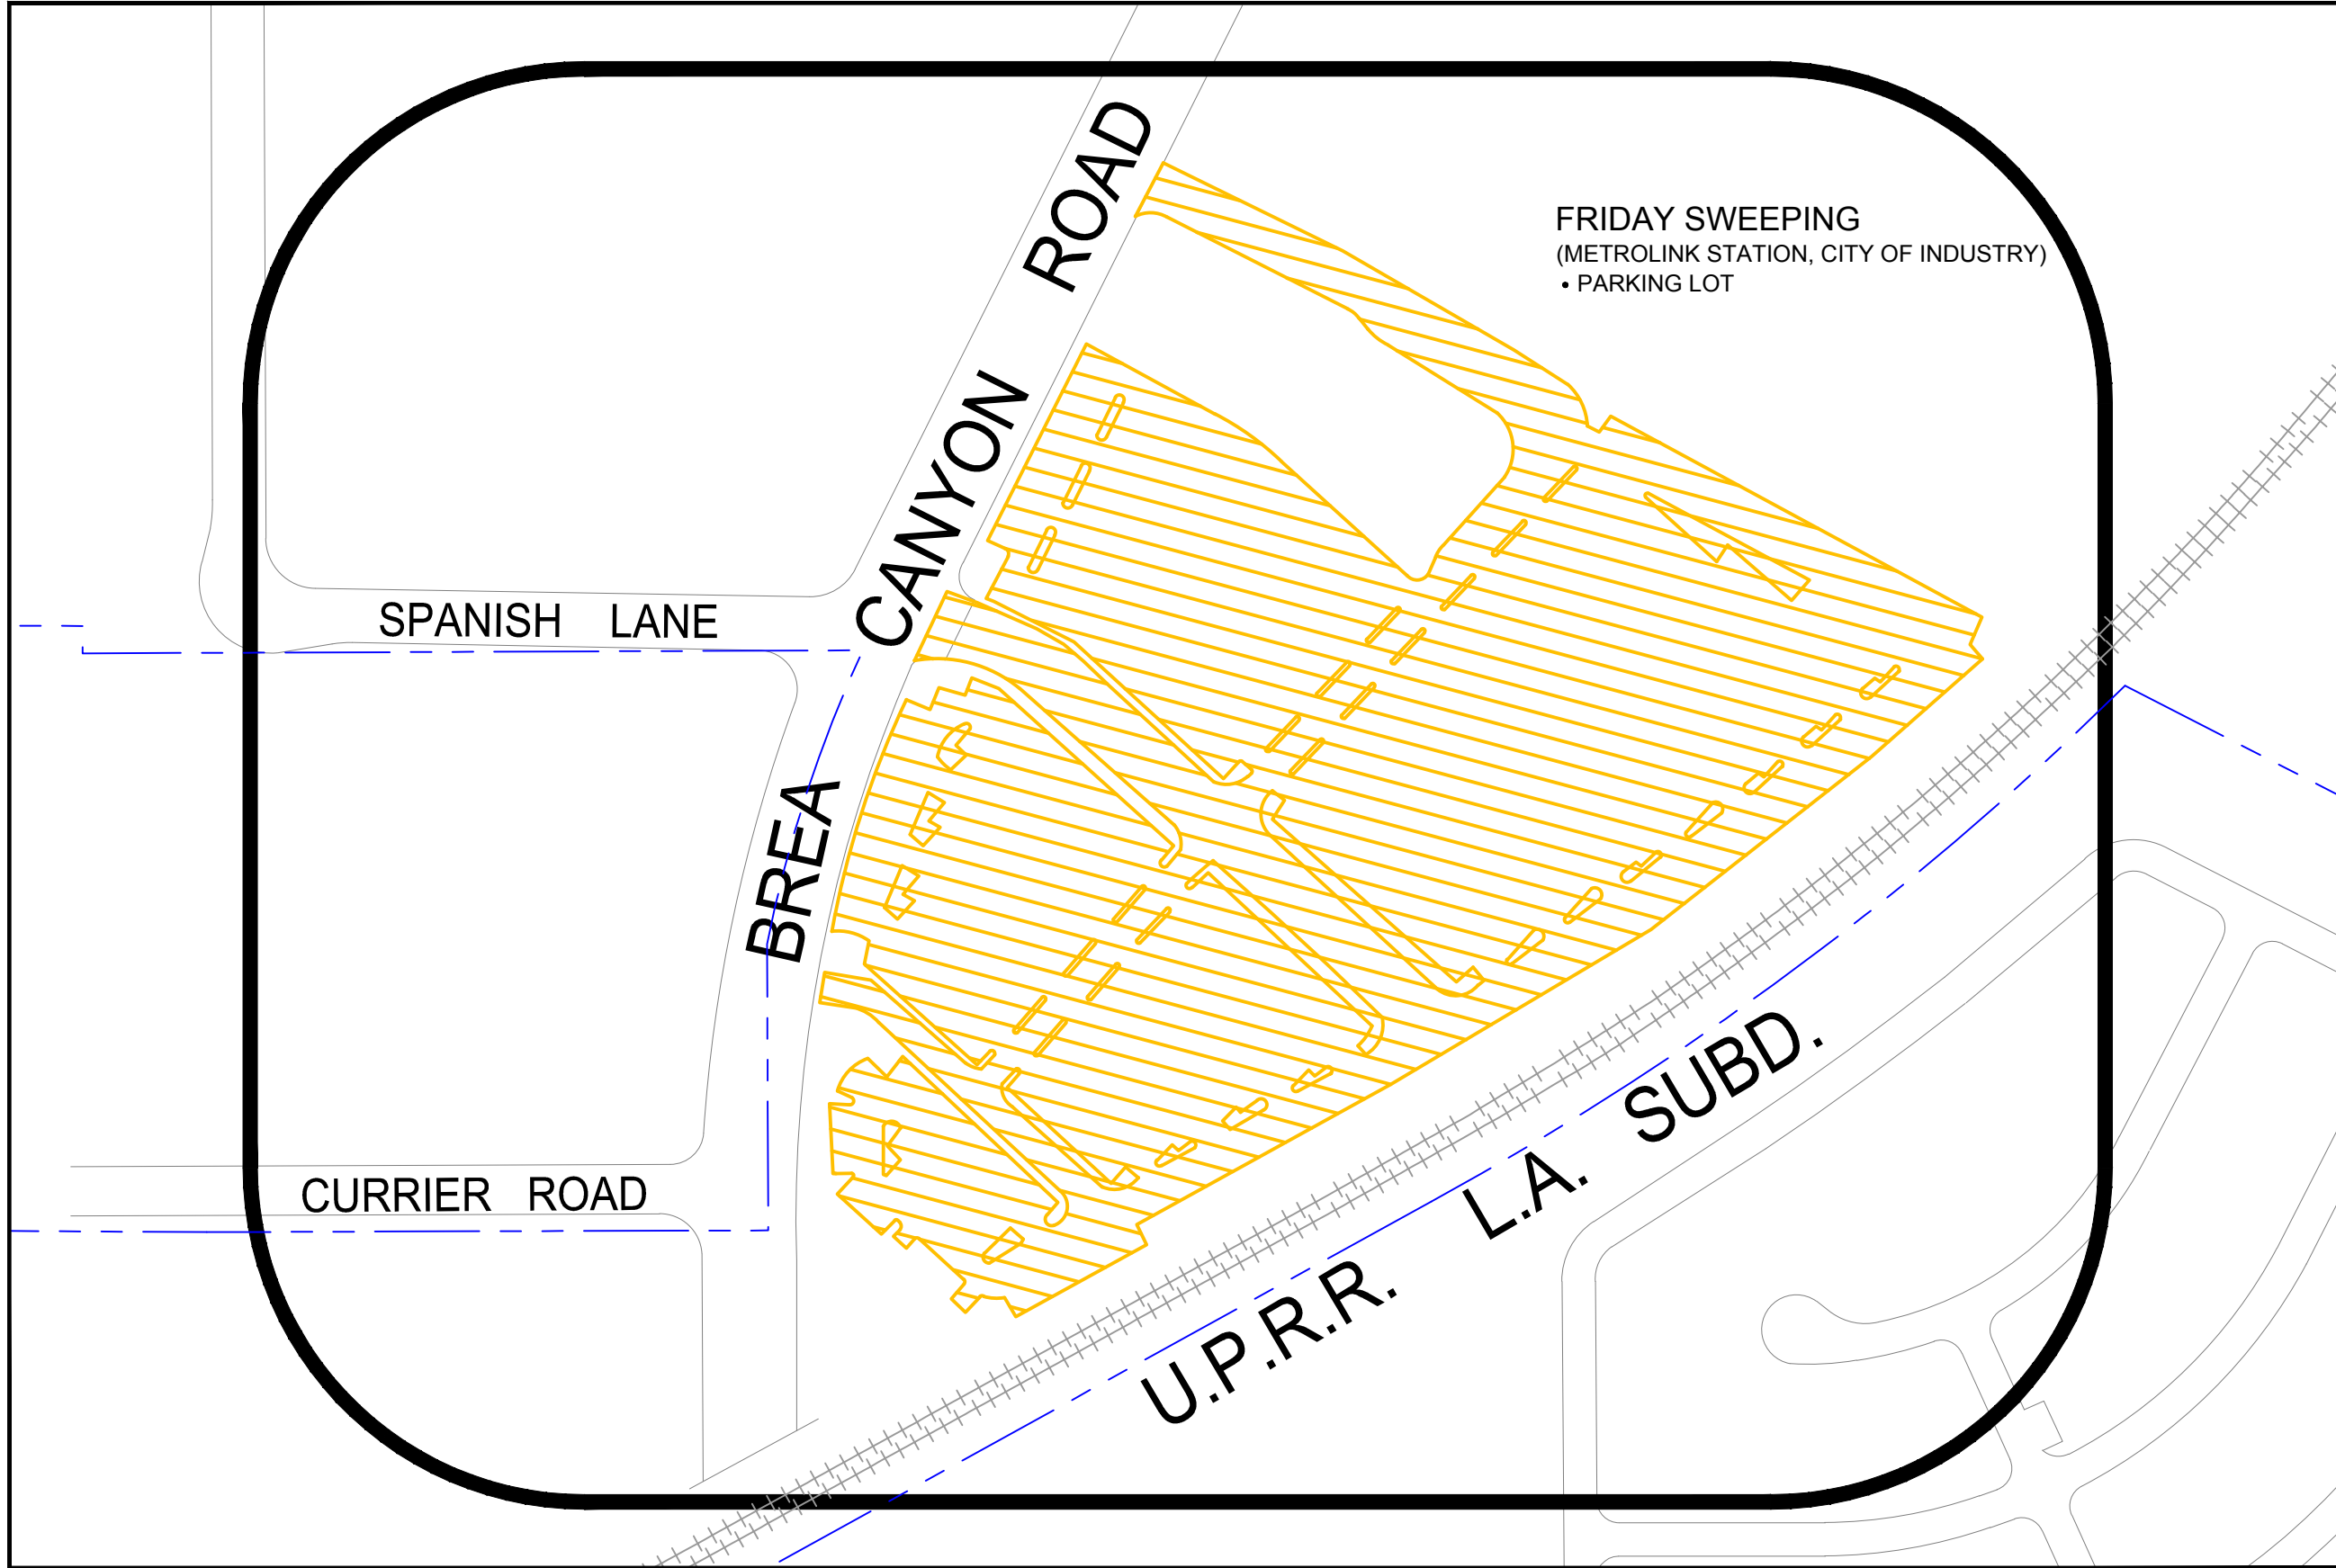 FRIDAY SWEEPING
(METROLINK STATION, CITY OF INDUSTRY)
• PARKING LOT
BREA CANYON ROAD
SPANISH LANE
CURRIER ROAD
U.P.R.R. L.A. SUBD.